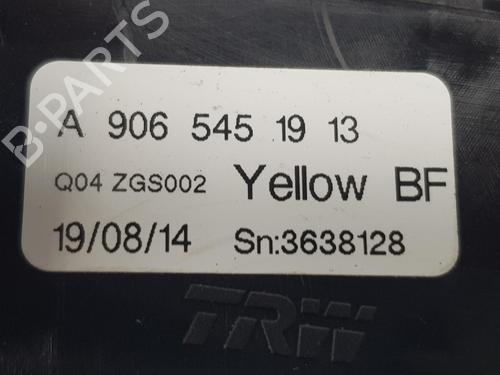 B-PARTS
A 906 545 19 13
Q04 ZGS002 Yellow BF
19/08/14 Sn:3638128
TRW